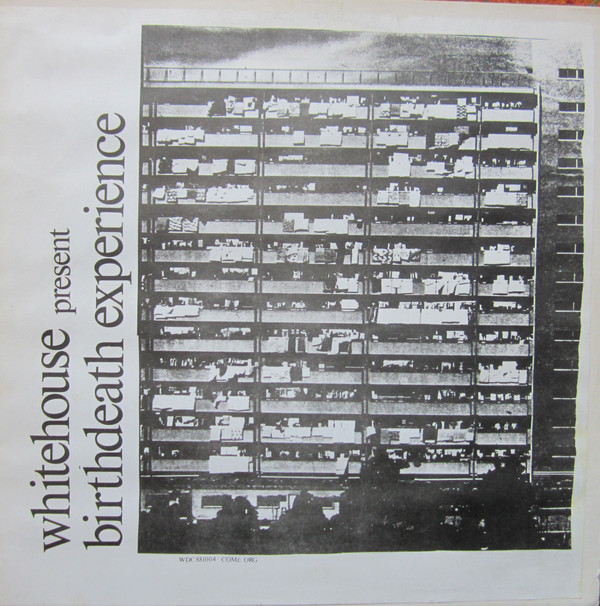 whitehouse present
birthdeath experience
WDC 881004 · COMe ORG